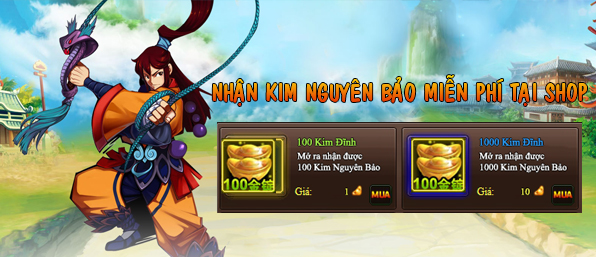 NHẬN KIM NGUYÊN BẢO MIỄN PHÍ TẠI SHOP
100 Kim Đĩnh
Mở ra nhận được
100 Kim Nguyên Bảo
100金錠
Giá: 1 MUA
1000 Kim Đĩnh
Mở ra nhận được
1000 Kim Nguyên Bảo
100金錠
Giá: 10 MUA